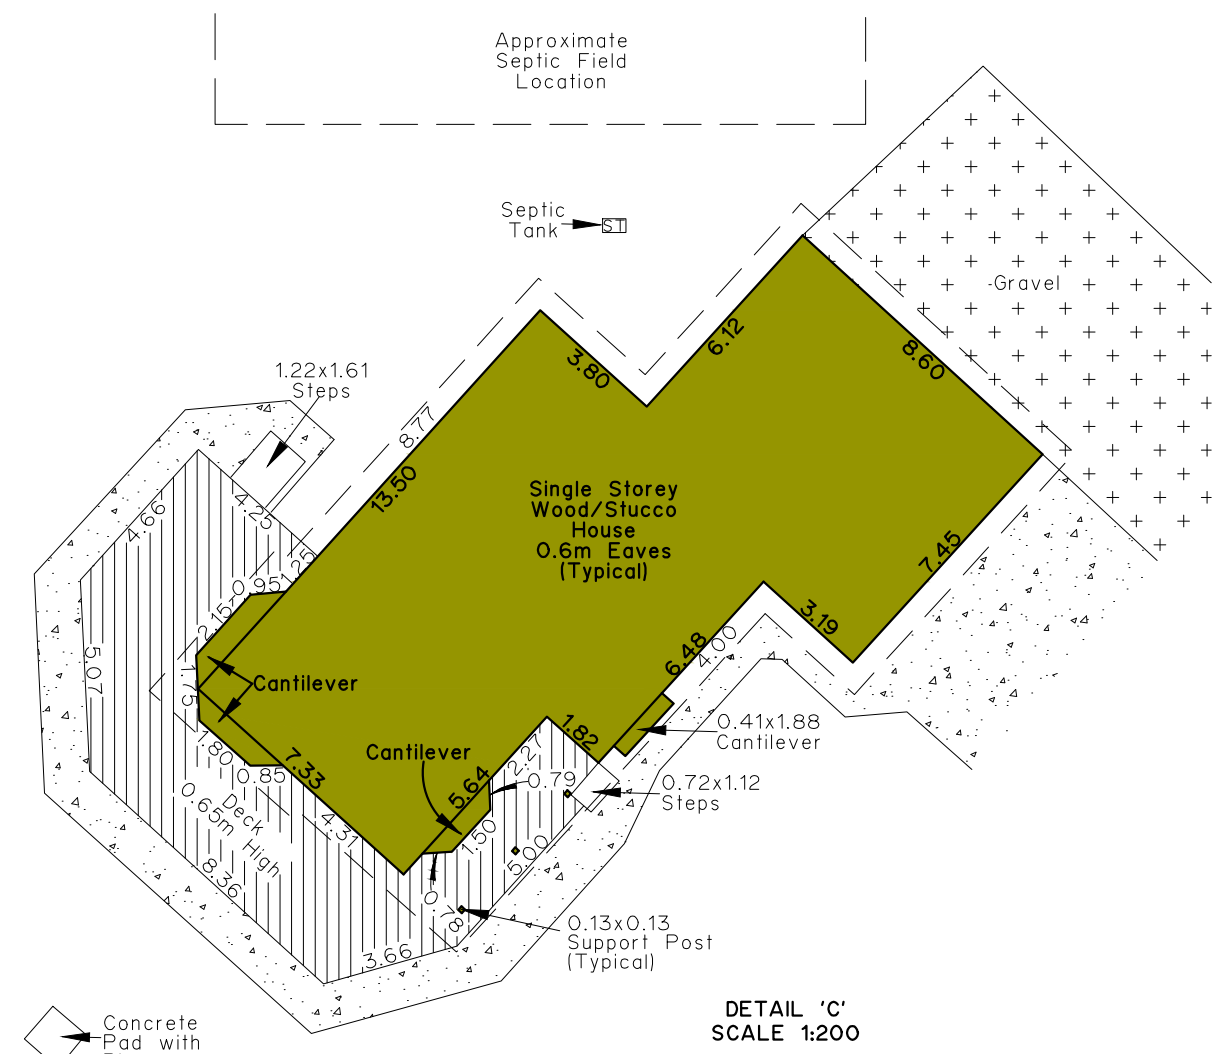 Approximate
Septic Field
Location
Septic
Tank
ST
Gravel
8.60
6.12
3.80
1.22x1.61
Steps
8.77
13.50
Single Storey
Wood/Stucco
House
0.6m Eaves
(Typical)
7.45
3.19
4.66
4.25
1.25
0.95
2.15
6.48
4.00
5.07
1.75
Cantilever
0.41x1.88
Cantilever
1.80
0.85
7.33
Cantilever
5.64
2.27
1.82
0.79
0.72x1.12
Steps
Deck
0.65m High
4.31
1.50
5.00
8.36
0.78
0.13x0.13
Support Post
(Typical)
3.66
DETAIL 'C'
SCALE 1:200
Concrete
Pad with